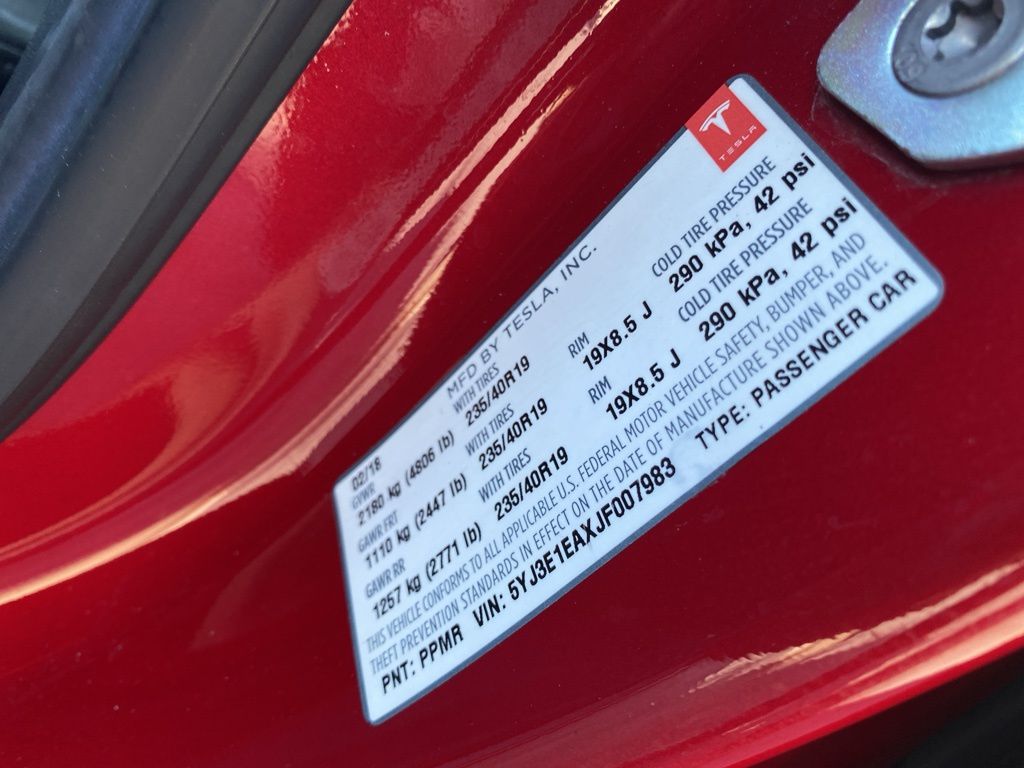 TESLA
MFD BY TESLA, INC.
02/18
GVWR WITH TIRES RIM COLD TIRE PRESSURE
2180 kg (4806 lb) 235/40R19 19X8.5 J 290 kPa, 42 psi
GAWR FRT WITH TIRES RIM COLD TIRE PRESSURE
1110 kg (2447 lb) 235/40R19 19X8.5 J 290 kPa, 42 psi
GAWR RR WITH TIRES
1257 kg (2771 lb) 235/40R19
THIS VEHICLE CONFORMS TO ALL APPLICABLE U.S. FEDERAL MOTOR VEHICLE SAFETY, BUMPER, AND
THEFT PREVENTION STANDARDS IN EFFECT ON THE DATE OF MANUFACTURE SHOWN ABOVE.
PNT: PPMR VIN: 5YJ3E1EAXJF007983 TYPE: PASSENGER CAR